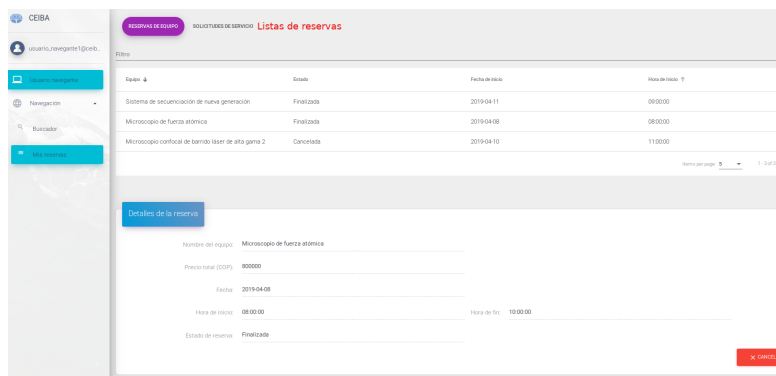 CEIBA
RESERVAS DE EQUIPO SOLICITUDES DE SERVICIO Listas de reservas
usuario_navegante1@ceib..
Filtro
Usuario navegante
Navegación
Buscador
Mis reservas
Equipo Estado Fecha de inicio Hora de Inicio
Sistema de secuenciación de nueva generación Finalizada 2019-04-11 09:00:00
Microscopio de fuerza atómica Finalizada 2019-04-08 08:00:00
Microscopio confocal de barrido láser de alta gama 2 Cancelada 2019-04-10 11:00:00
Items per page 5 1 - 3 of
Detalles de la reserva
Nombre del equipo: Microscopio de fuerza atómica
Precio total (COP): 800000
Fecha: 2019-04-08
Hora de inicio: 08:00:00 Hora de fin: 10:00:00
Estado de reserva: Finalizada
CANCEL